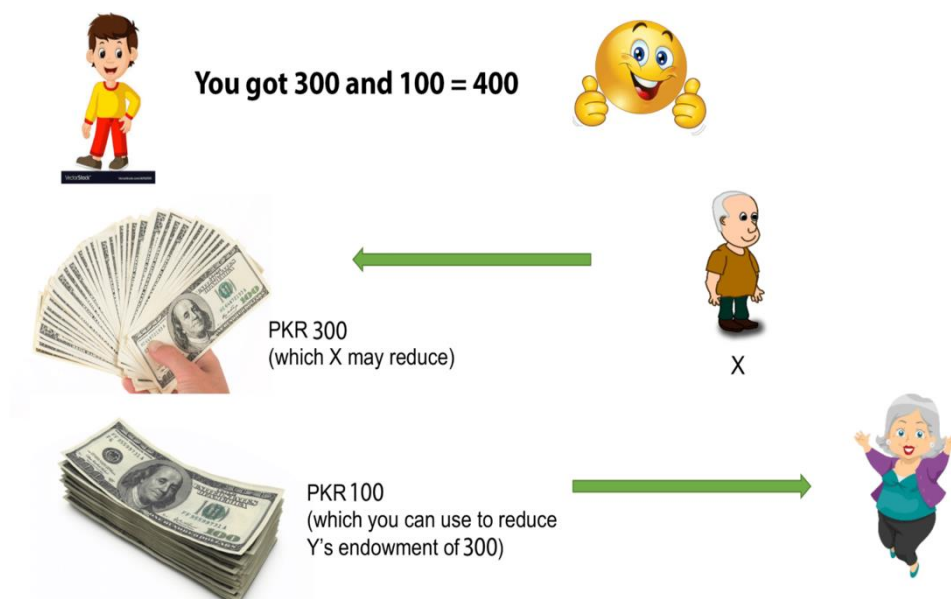 You got 300 and 100 = 400
VectorStock
PKR 300
(which X may reduce)
X
PKR 100
(which you can use to reduce
Y's endowment of 300)